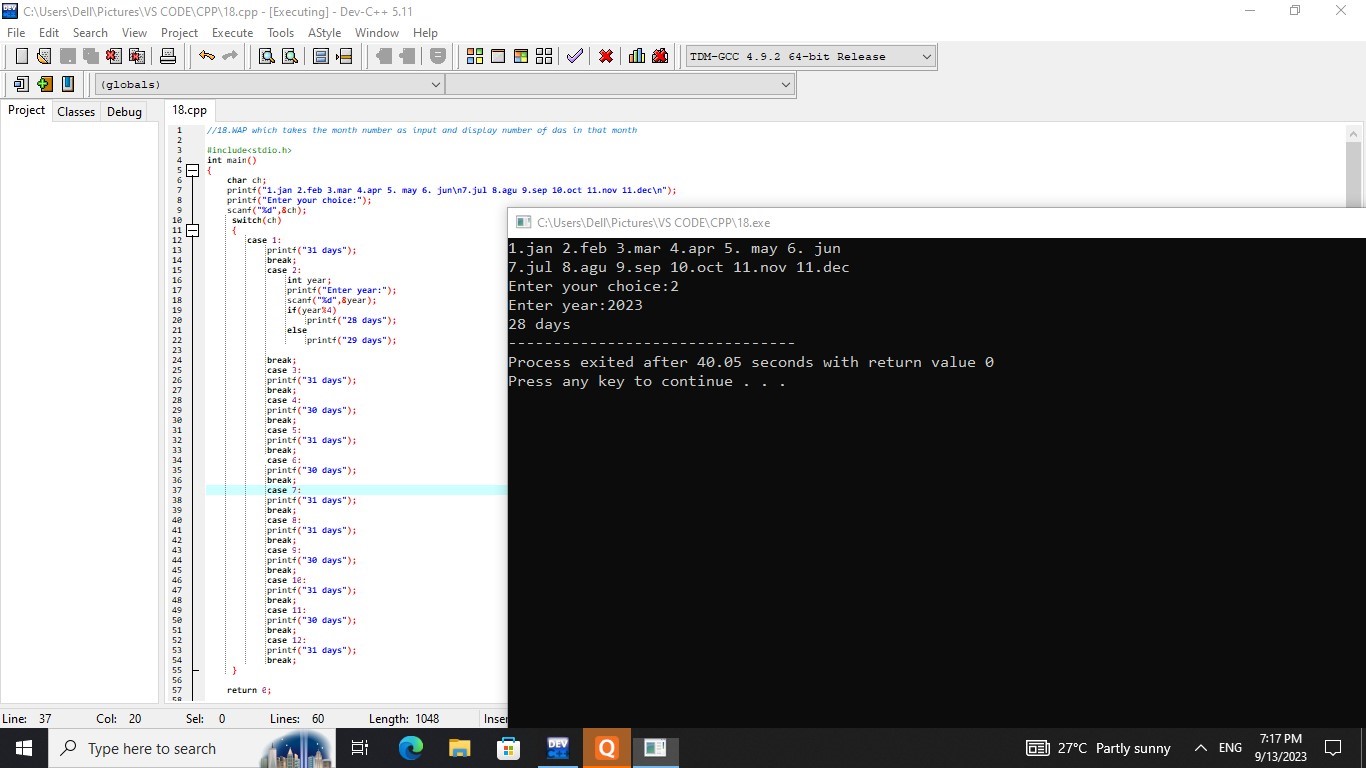 C:\Users\Dell\Pictures\VS CODE\CPP\18.cpp - [Executing] - Dev-C++ 5.11
File Edit Search View Project Execute Tools AStyle Window Help
TDM-GCC 4.9.2 64-bit Release
(globals)
Project Classes Debug 18.cpp
1 //18.WAP which takes the month number as input and display number of das in that month
2
3 #include<stdio.h>
4 int main()
5 {
6 char ch;
7 printf("1.jan 2.feb 3.mar 4.apr 5. may 6. jun\n7.jul 8.agu 9.sep 10.oct 11.nov 11.dec\n");
8 printf("Enter your choice:");
9 scanf("%d",&ch);
10 switch(ch)
11 {
12 case 1:
13 printf("31 days");
14 break;
15 case 2:
16 int year;
17 printf("Enter year:");
18 scanf("%d",&year);
19 if(year%4)
20 printf("28 days");
21 else
22 printf("29 days");
23
24 break;
25 case 3:
26 printf("31 days");
27 break;
28 case 4:
29 printf("30 days");
30 break;
31 case 5:
32 printf("31 days");
33 break;
34 case 6:
35 printf("30 days");
36 break;
37 case 7:
38 printf("31 days");
39 break;
40 case 8:
41 printf("31 days");
42 break;
43 case 9:
44 printf("30 days");
45 break;
46 case 10:
47 printf("31 days");
48 break;
49 case 11:
50 printf("30 days");
51 break;
52 case 12:
53 printf("31 days");
54 break;
55 }
56
57 return 0;
58
C:\Users\Dell\Pictures\VS CODE\CPP\18.exe
1.jan 2.feb 3.mar 4.apr 5. may 6. jun
7.jul 8.agu 9.sep 10.oct 11.nov 11.dec
Enter your choice:2
Enter year:2023
28 days
--------------------------------
Process exited after 40.05 seconds with return value 0
Press any key to continue . . .
Line: 37 Col: 20 Sel: 0 Lines: 60 Length: 1048 Inser
Type here to search
DEV
Q
27°C Partly sunny
ENG
7:17 PM
9/13/2023